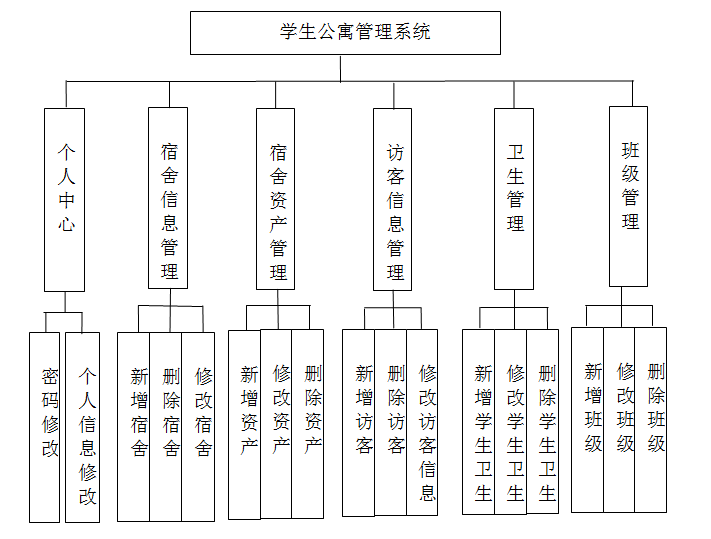 学生公寓管理系统
个人中心
宿舍信息管理
宿舍资产管理
访客信息管理
卫生管理
班级管理
密码修改
个人信息修改
新增宿舍
删除宿舍
修改宿舍
新增资产
修改资产
删除资产
新增访客
删除访客
修改访客信息
新增学生卫生
修改学生卫生
删除学生卫生
新增班级
修改班级
删除班级